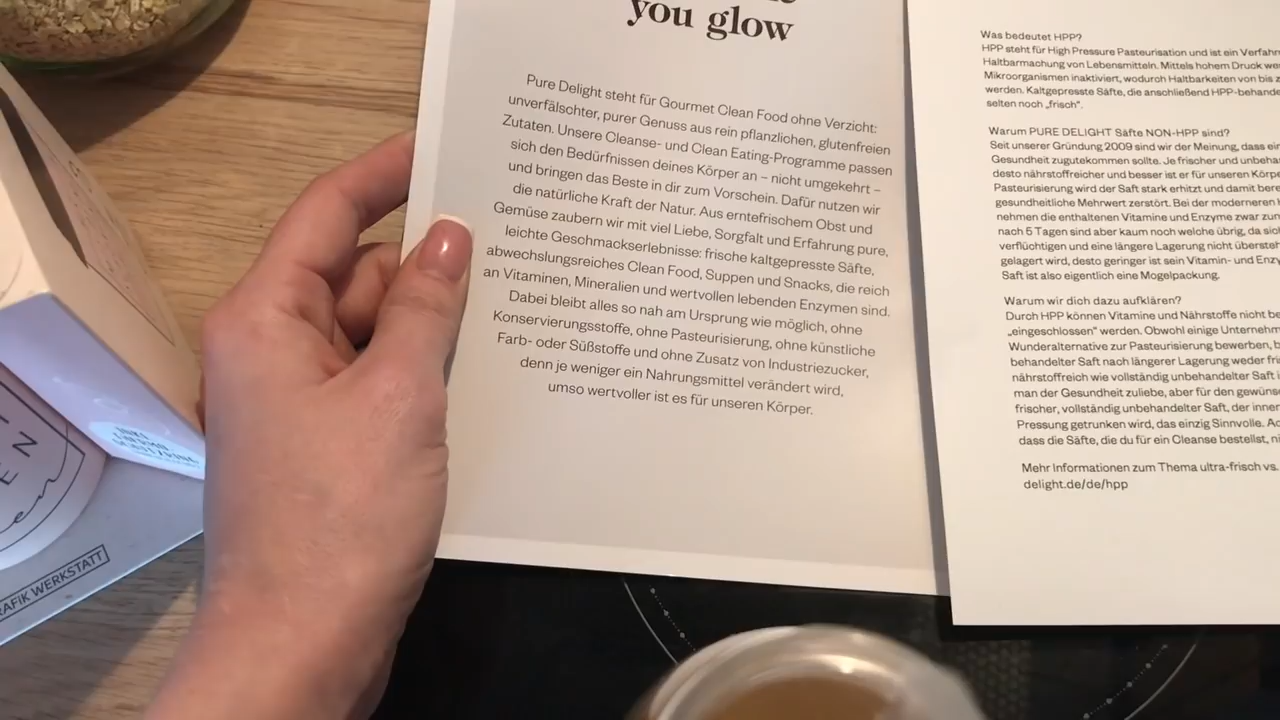 you glow
Pure Delight steht für Gourmet Clean Food ohne Verzicht:
unverfälschter, purer Genuss aus rein pflanzlichen, glutenfreien
Zutaten. Unsere Cleanse- und Clean Eating-Programme passen
sich den Bedürfnissen deines Körper an – nicht umgekehrt –
und bringen das Beste in dir zum Vorschein. Dafür nutzen wir
die natürliche Kraft der Natur. Aus erntefrischem Obst und
Gemüse zaubern wir mit viel Liebe, Sorgfalt und Erfahrung pure,
leichte Geschmackserlebnisse: frische kaltgepresste Säfte,
abwechslungsreiches Clean Food, Suppen und Snacks, die reich
an Vitaminen, Mineralien und wertvollen lebenden Enzymen sind.
Dabei bleibt alles so nah am Ursprung wie möglich, ohne
Konservierungsstoffe, ohne Pasteurisierung, ohne künstliche
Farb- oder Süßstoffe und ohne Zusatz von Industriezucker,
denn je weniger ein Nahrungsmittel verändert wird,
umso wertvoller ist es für unseren Körper.
Was bedeutet HPP?
HPP steht für High Pressure Pasteurisation und ist ein Verfahr
Haltbarmachung von Lebensmitteln. Mittels hohem Druck we
Mikroorganismen inaktiviert, wodurch Haltbarkeiten von bis z
werden. Kaltgepresste Säfte, die anschließend HPP-behande
selten noch „frisch".
Warum PURE DELIGHT Säfte NON-HPP sind?
Seit unserer Gründung 2009 sind wir der Meinung, dass ein
Gesundheit zugutekommen sollte. Je frischer und unbeha
desto nährstoffreicher und besser ist er für unseren Körpe
Pasteurisierung wird der Saft stark erhitzt und damit bere
gesundheitliche Mehrwert zerstört. Bei der moderenen H
nehmen die enthaltenen Vitamine und Enzyme zwar zun
nach 5 Tagen sind aber kaum noch welche übrig, da sich
verflüchtigen und eine längere Lagerung nicht überste
gelagert wird, desto geringer ist sein Vitamin- und Enzy
Saft ist also eigentlich eine Mogelpackung.
Warum wir dich dazu aufklären?
Durch HPP können Vitamine und Nährstoffe nicht be
„eingeschlossen" werden. Obwohl einige Unternehm
Wunderalternative zur Pasteurisierung bewerben, b
behandelter Saft nach längerer Lagerung weder fri
nährstoffreich wie vollständig unbehandelter Saft i
man der Gesundheit zuliebe, aber für den gewüns
frischer, vollständig unbehandelter Saft, der inner
Pressung getrunken wird, das einzig Sinnvolle. Ac
dass die Säfte, die du für ein Cleanse bestellst, ni
Mehr Informationen zum Thema ultra-frisch vs.
delight.de/de/hpp
RAFIK WERKSTATT